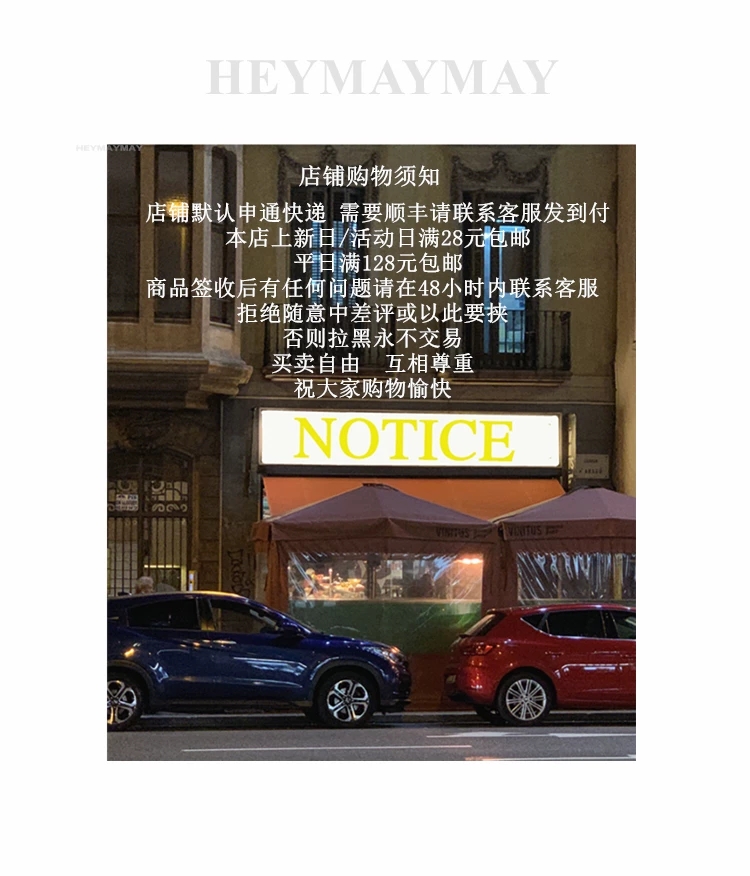 HEYMAYMAY
HEYMAYMAY
店铺购物须知
店铺默认申通快递 需要顺丰请联系客服发到付
本店上新日/活动日满28元包邮
平日满128元包邮
商品签收后有任何问题请在48小时内联系客服
拒绝随意中差评或以此要挟
否则拉黑永不交易
买卖自由 互相尊重
祝大家购物愉快
NOTICE